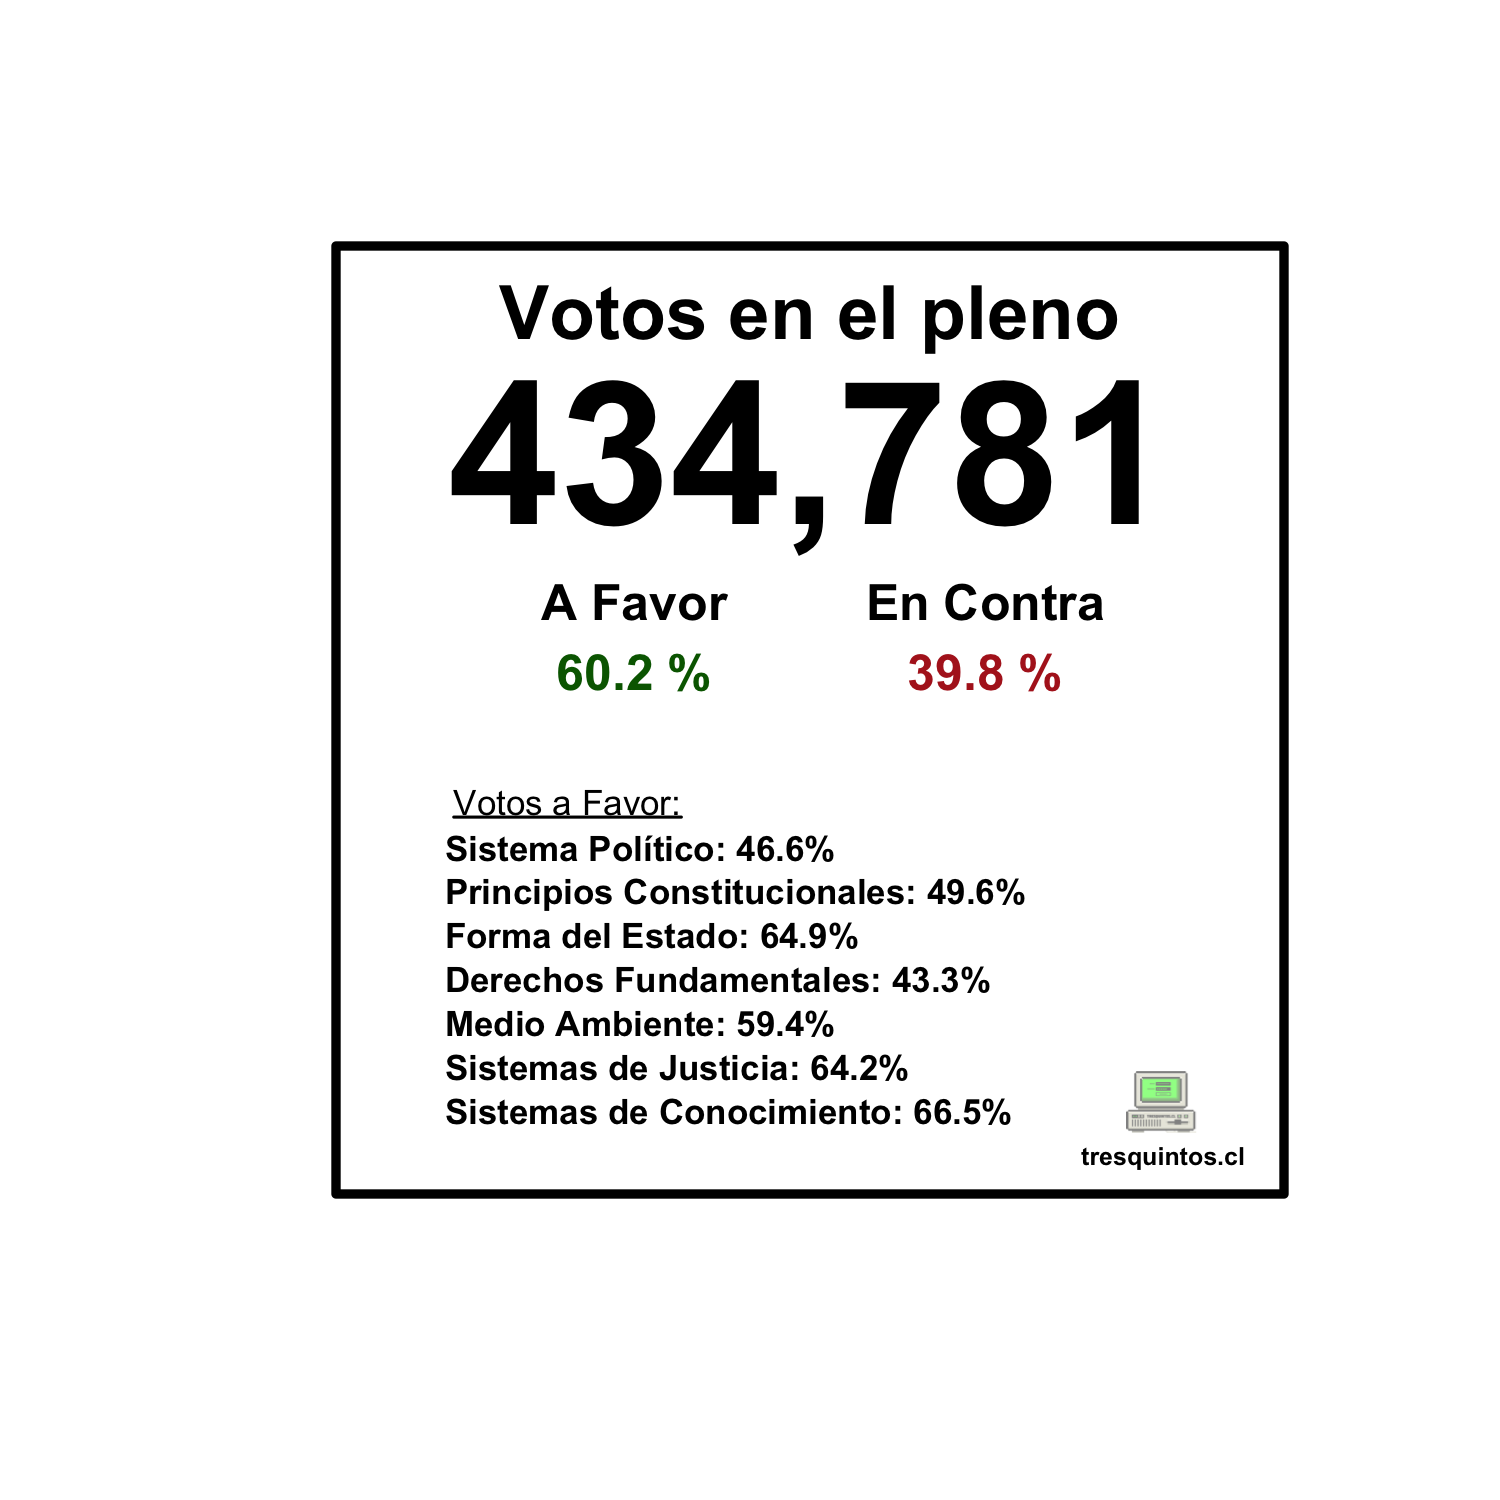 Votos en el pleno
434,781
A Favor En Contra
60.2 % 39.8 %
Votos a Favor:
Sistema Político: 46.6%
Principios Constitucionales: 49.6%
Forma del Estado: 64.9%
Derechos Fundamentales: 43.3%
Medio Ambiente: 59.4%
Sistemas de Justicia: 64.2%
Sistemas de Conocimiento: 66.5%
tresquintos.cl